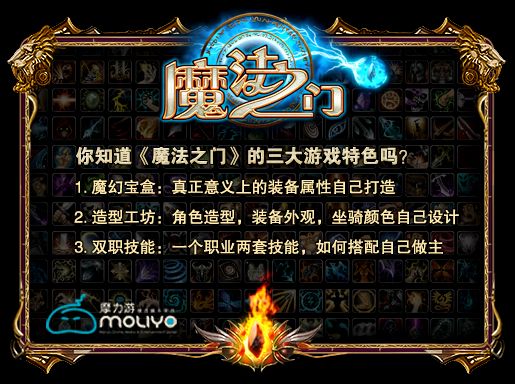 魔法之门
你知道《魔法之门》的三大游戏特色吗?
1. 魔幻宝盒：真正意义上的装备属性自己打造
2. 造型工坊：角色造型，装备外观，坐骑颜色自己设计
3. 双职技能：一个职业两套技能，如何搭配自己做主
摩力游
MOLIYO